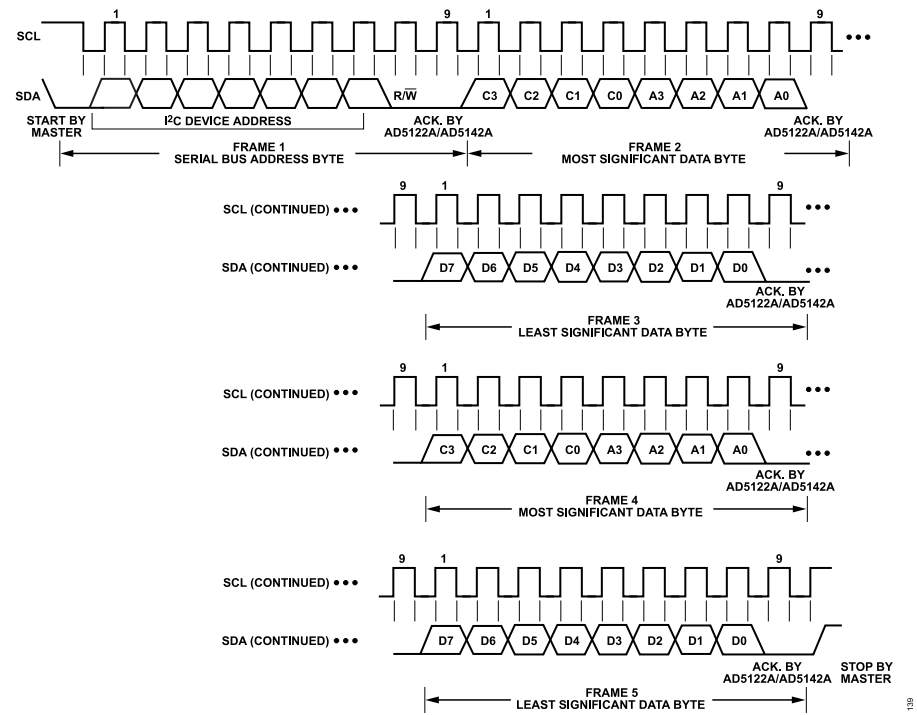 1 9 1 9
SCL
SDA R/W C3 C2 C1 C0 A3 A2 A1 A0
START BY MASTER
I2C DEVICE ADDRESS
ACK. BY AD5122A/AD5142A
ACK. BY AD5122A/AD5142A
FRAME 1
SERIAL BUS ADDRESS BYTE
FRAME 2
MOST SIGNIFICANT DATA BYTE
9 1 9
SCL (CONTINUED)
SDA (CONTINUED) D7 D6 D5 D4 D3 D2 D1 D0
ACK. BY
AD5122A/AD5142A
FRAME 3
LEAST SIGNIFICANT DATA BYTE
9 1 9
SCL (CONTINUED)
SDA (CONTINUED) C3 C2 C1 C0 A3 A2 A1 A0
ACK. BY
AD5122A/AD5142A
FRAME 4
MOST SIGNIFICANT DATA BYTE
9 1 9
SCL (CONTINUED)
SDA (CONTINUED) D7 D6 D5 D4 D3 D2 D1 D0
ACK. BY
AD5122A/AD5142A
STOP BY
MASTER
FRAME 5
LEAST SIGNIFICANT DATA BYTE
139